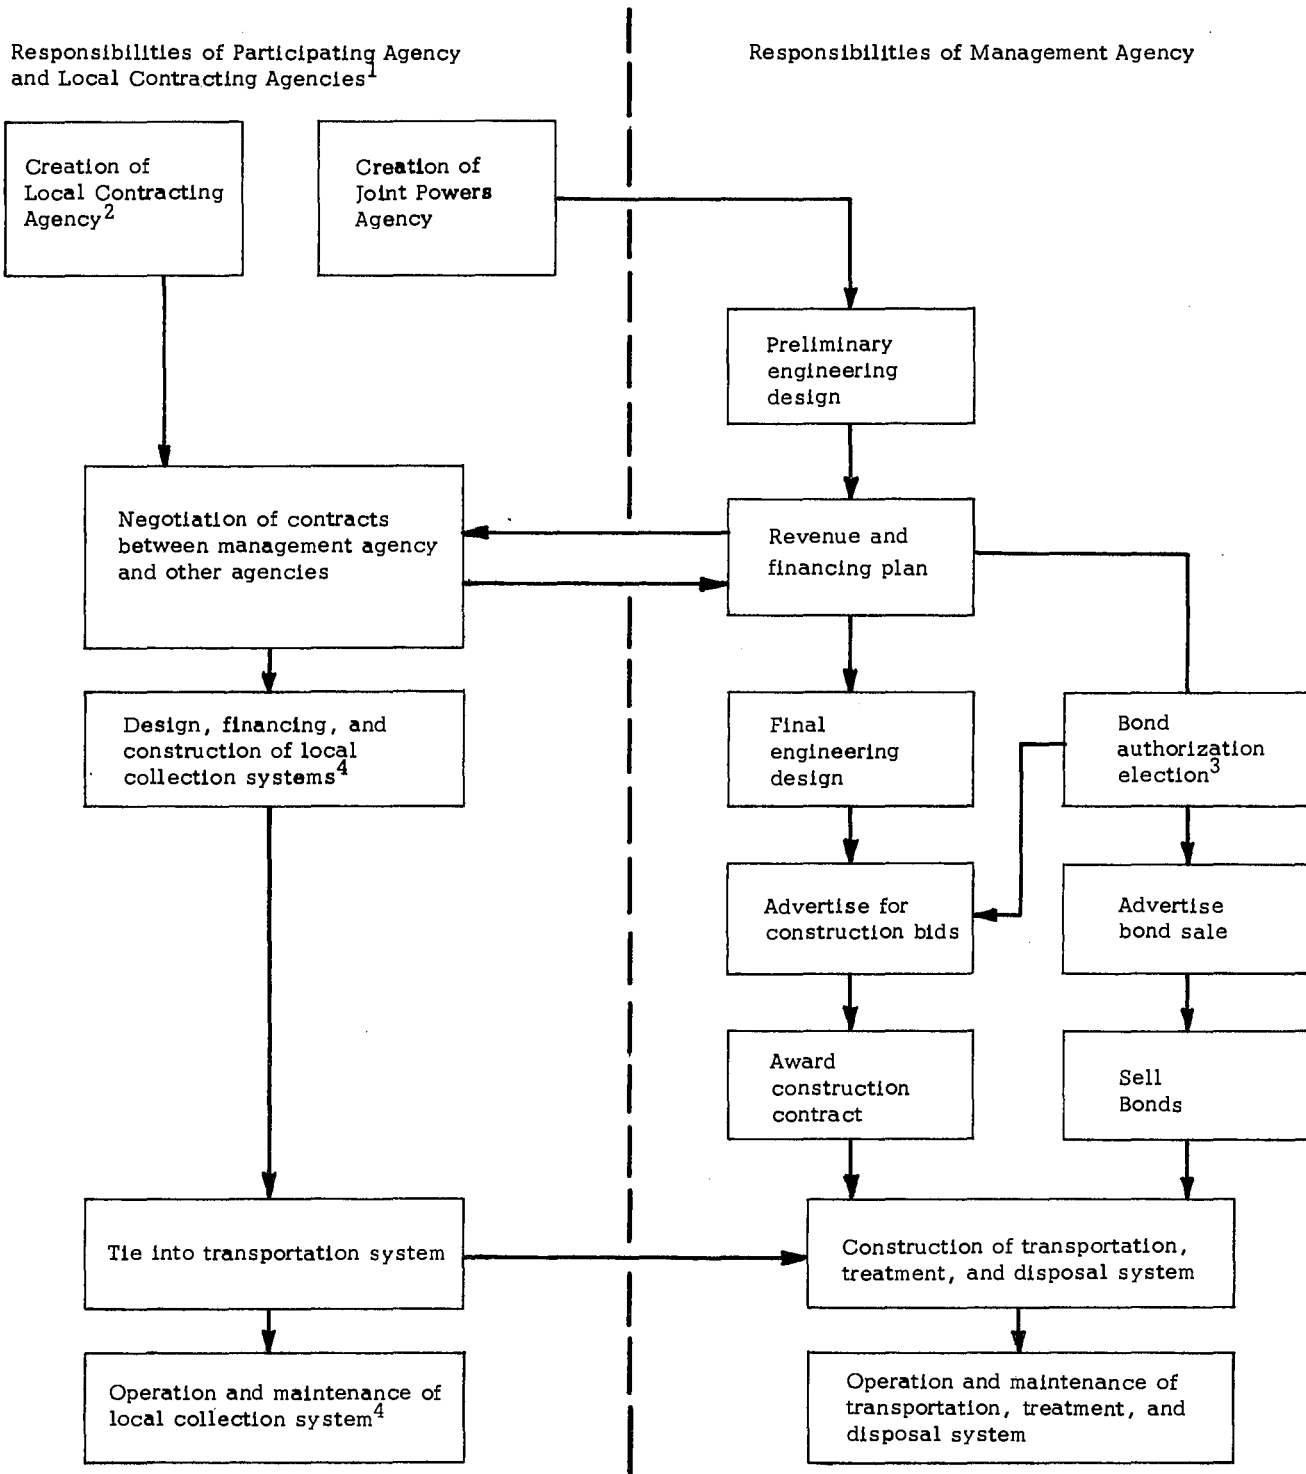 Responsibilities of Participating Agency
and Local Contracting Agencies¹
Responsibilities of Management Agency
Creation of
Local Contracting
Agency²
Creation of
Joint Powers
Agency
Preliminary
engineering
design
Negotiation of contracts
between management agency
and other agencies
Revenue and
financing plan
Design, financing, and
construction of local
collection systems⁴
Final
engineering
design
Bond
authorization
election³
Advertise for
construction bids
Advertise
bond sale
Award
construction
contract
Sell
Bonds
Tie into transportation system
Construction of transportation,
treatment, and disposal system
Operation and maintenance of
local collection system⁴
Operation and maintenance of
transportation, treatment, and
disposal system